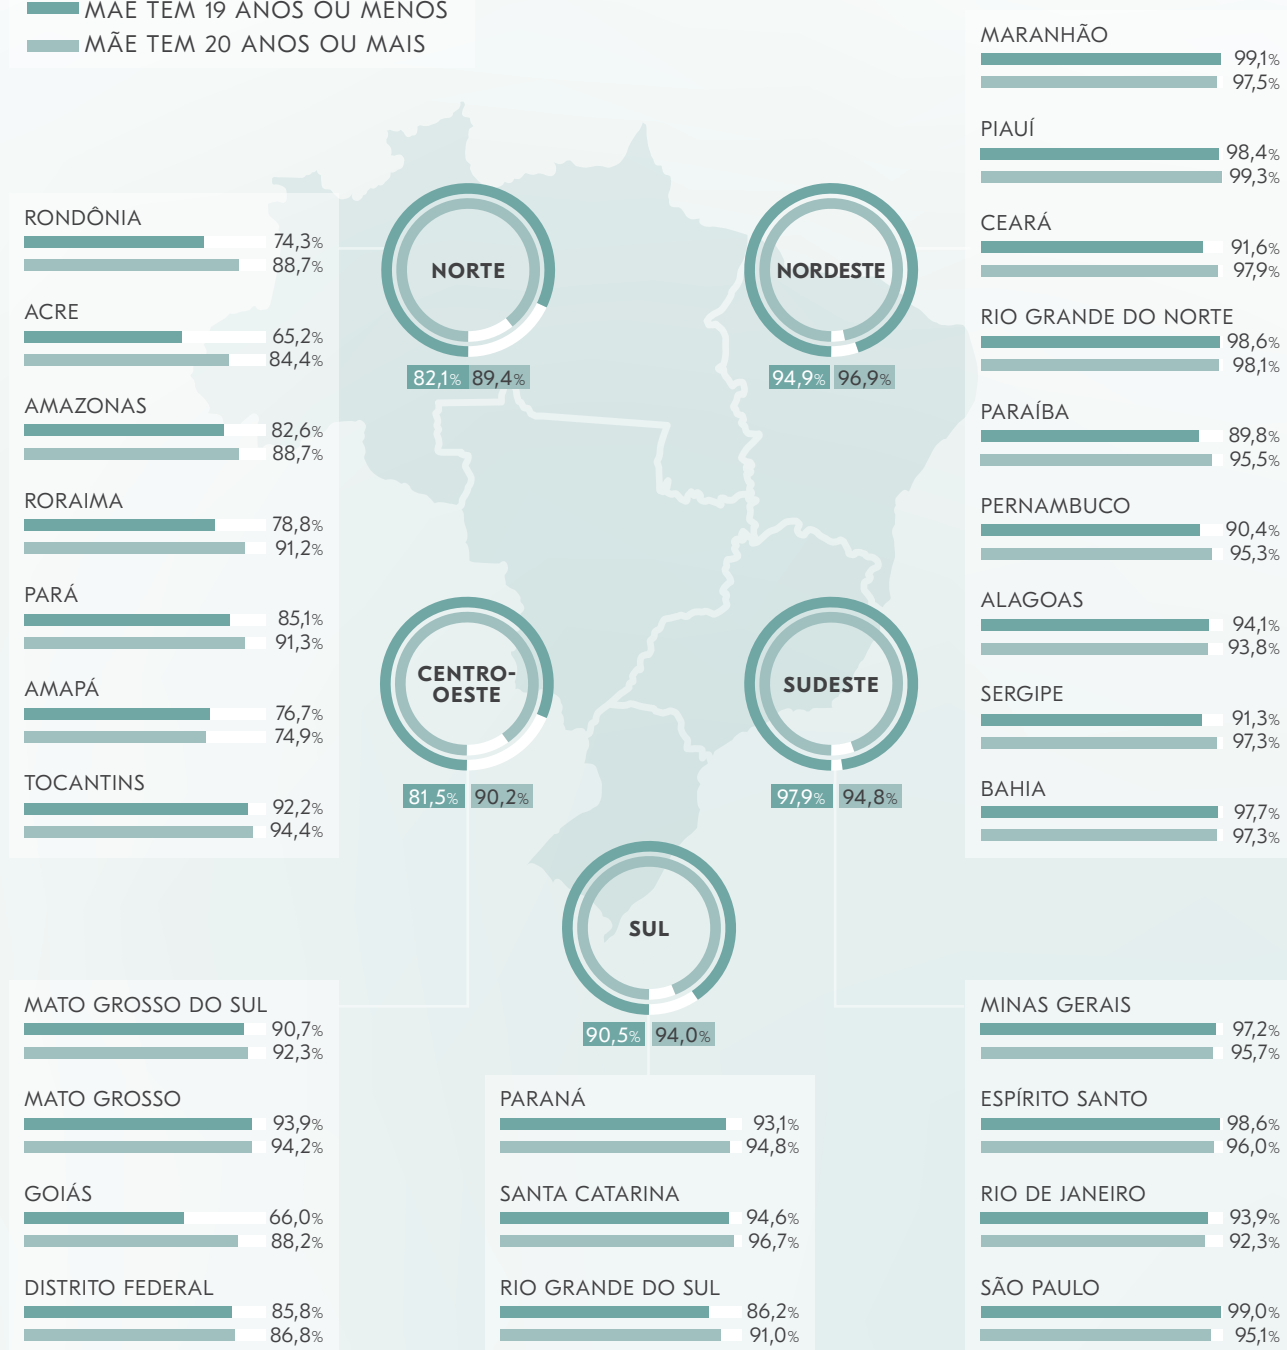 MÃE TEM 19 ANOS OU MENOS
MÃE TEM 20 ANOS OU MAIS
RONDÔNIA
74,3%
88,7%
ACRE
65,2%
84,4%
AMAZONAS
82,6%
88,7%
RORAIMA
78,8%
91,2%
PARÁ
85,1%
91,3%
AMAPÁ
76,7%
74,9%
TOCANTINS
92,2%
94,4%
NORTE
82,1% 89,4%
NORDESTE
94,9% 96,9%
MARANHÃO
99,1%
97,5%
PIAUÍ
98,4%
99,3%
CEARÁ
91,6%
97,9%
RIO GRANDE DO NORTE
98,6%
98,1%
PARAÍBA
89,8%
95,5%
PERNAMBUCO
90,4%
95,3%
ALAGOAS
94,1%
93,8%
SERGIPE
91,3%
97,3%
BAHIA
97,7%
97,3%
CENTRO-
OESTE
81,5% 90,2%
SUDESTE
97,9% 94,8%
SUL
90,5% 94,0%
MATO GROSSO DO SUL
90,7%
92,3%
MATO GROSSO
93,9%
94,2%
GOIÁS
66,0%
88,2%
DISTRITO FEDERAL
85,8%
86,8%
PARANÁ
93,1%
94,8%
SANTA CATARINA
94,6%
96,7%
RIO GRANDE DO SUL
86,2%
91,0%
MINAS GERAIS
97,2%
95,7%
ESPÍRITO SANTO
98,6%
96,0%
RIO DE JANEIRO
93,9%
92,3%
SÃO PAULO
99,0%
95,1%